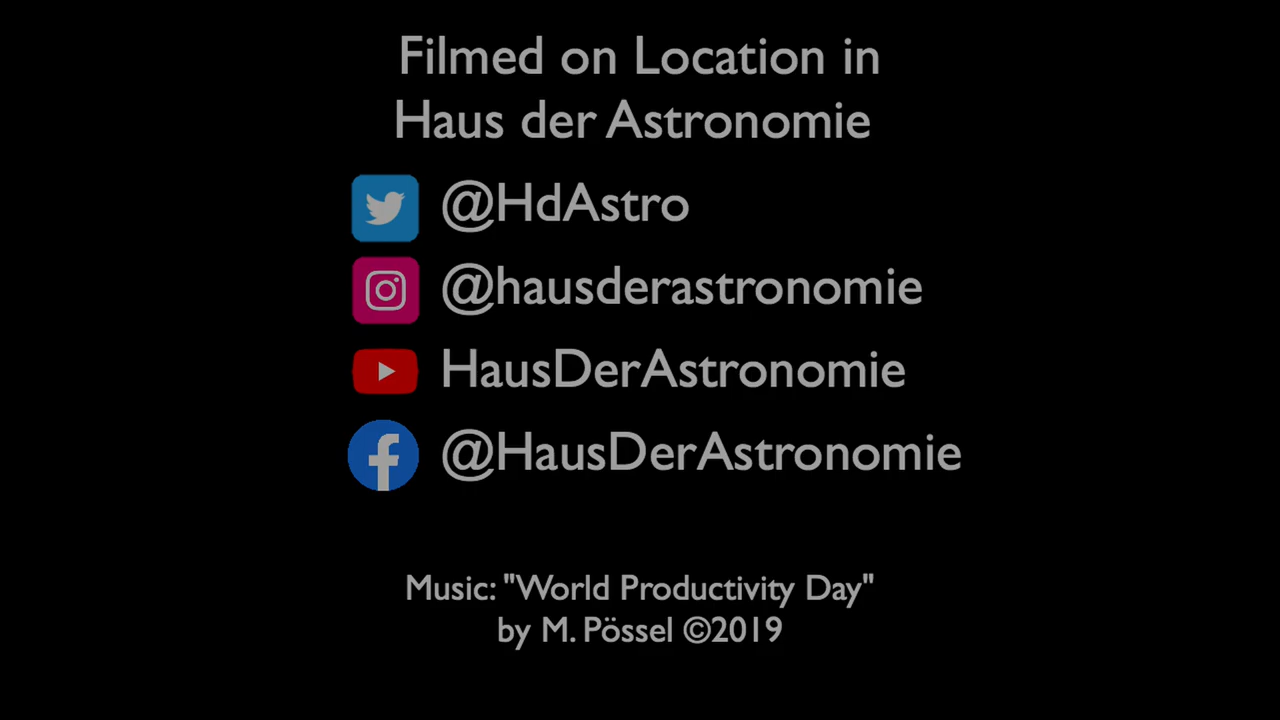 Filmed on Location in
Haus der Astronomie
@HdAstro
@hausderastronomie
HausDerAstronomie
@HausDerAstronomie
Music: "World Productivity Day"
by M. Pössel ©2019